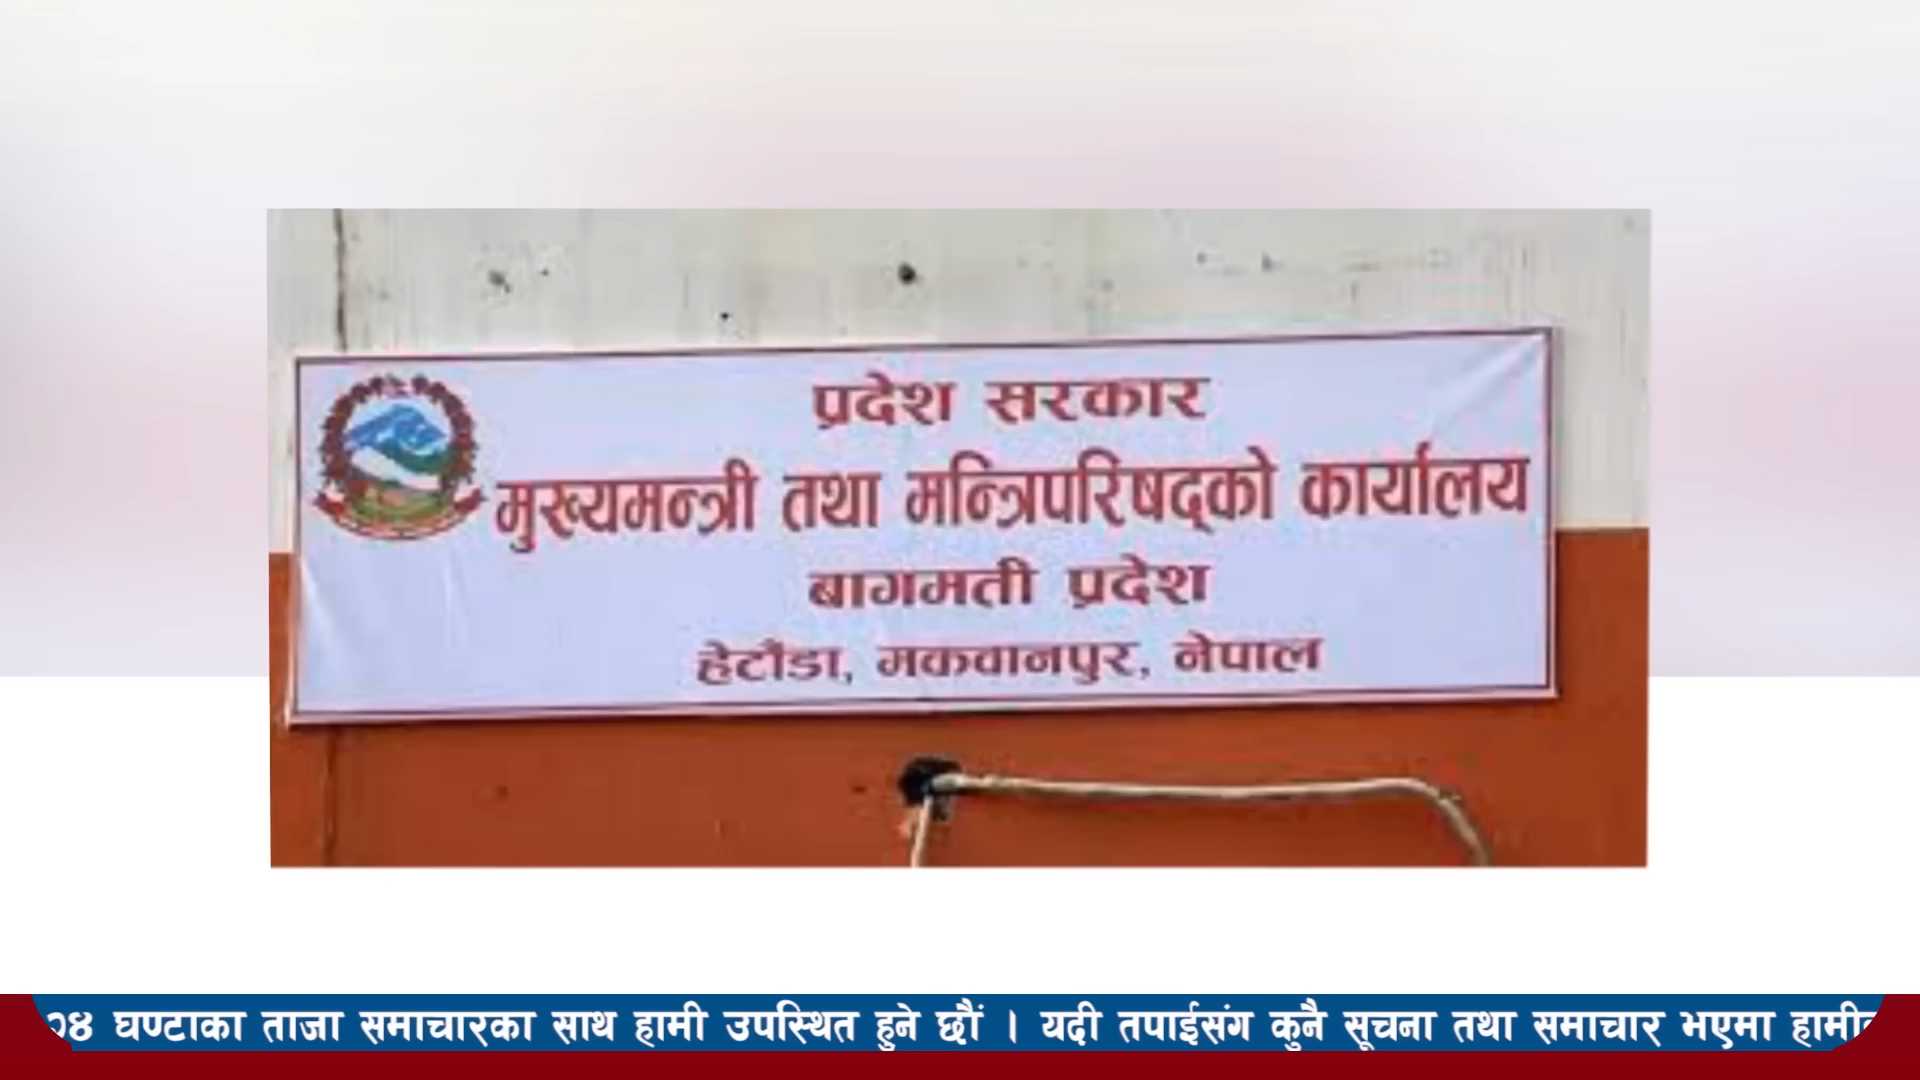 प्रदेश सरकार
मुख्यमन्त्री तथा मन्त्रिपरिषद्को कार्यालय
बागमती प्रदेश
हेटौंडा, मकवानपुर, नेपाल
२४ घण्टाका ताजा समाचारका साथ हामी उपस्थित हुने छौं । यदी तपाईसंग कुनै सूचना तथा समाचार भएमा